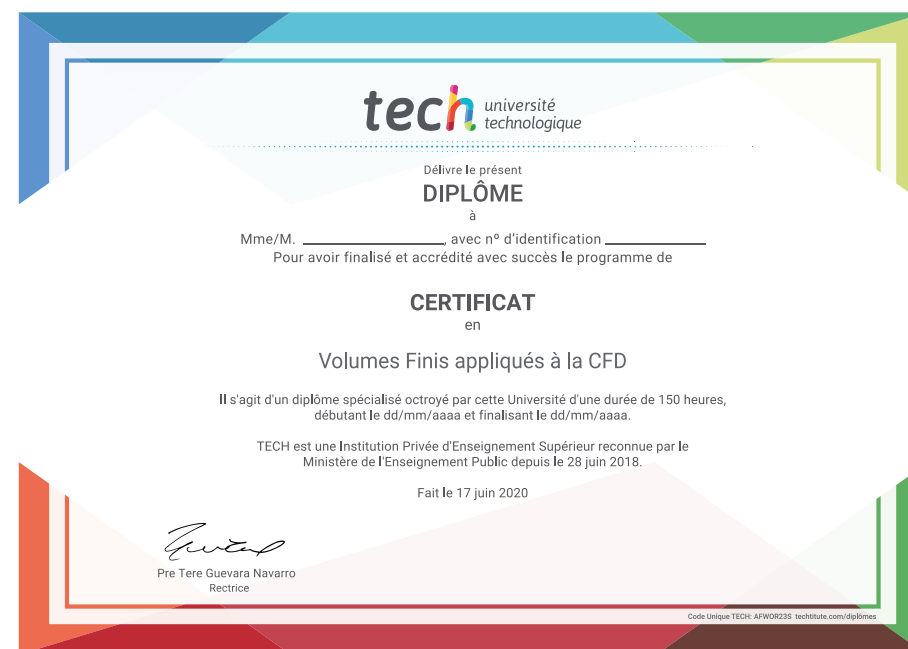 tech université
technologique
Délivre le présent
DIPLÔME
à
Mme/M. ____________________, avec nº d'identification ______________
Pour avoir finalisé et accrédité avec succès le programme de
CERTIFICAT
en
Volumes Finis appliqués à la CFD
Il s'agit d'un diplôme spécialisé octroyé par cette Université d'une durée de 150 heures,
débutant le dd/mm/aaaa et finalisant le dd/mm/aaaa.
TECH est une Institution Privée d'Enseignement Supérieur reconnue par le
Ministère de l'Enseignement Public depuis le 28 juin 2018.
Fait le 17 juin 2020
Pre Tere Guevara Navarro
Rectrice
Code Unique TECH: AFWOR23S techtitute.com/diplômes